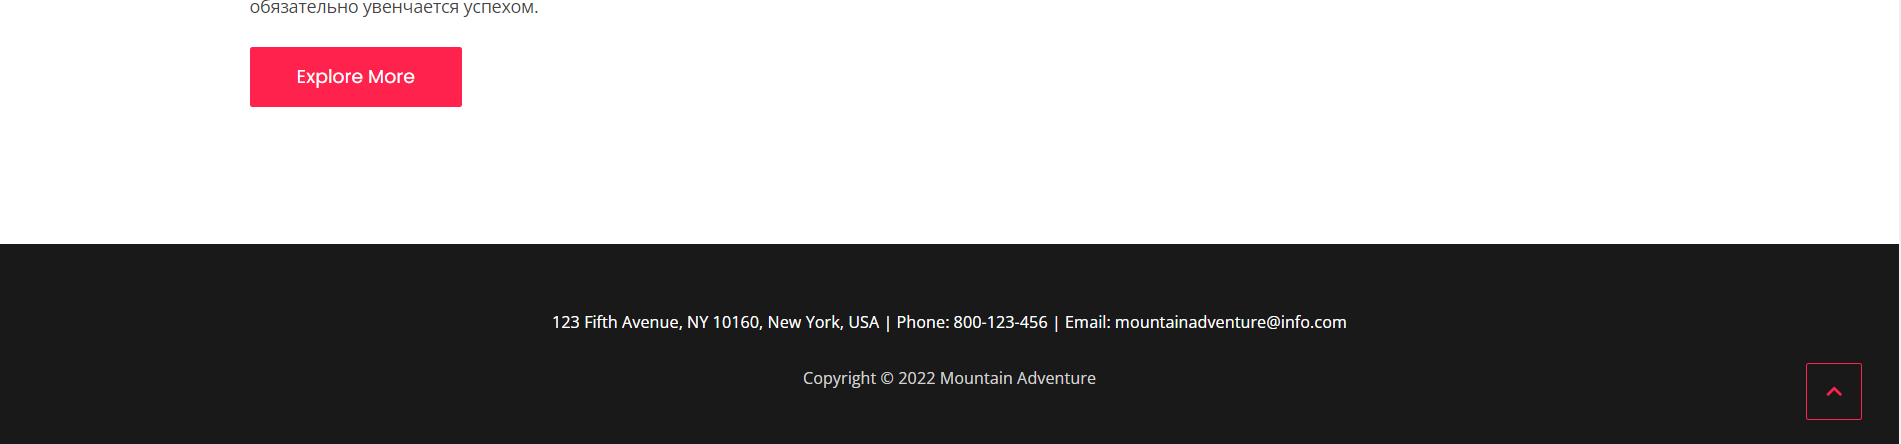 обязательно увенчается успехом.
Explore More
123 Fifth Avenue, NY 10160, New York, USA | Phone: 800-123-456 | Email: mountainadventure@info.com
Copyright © 2022 Mountain Adventure